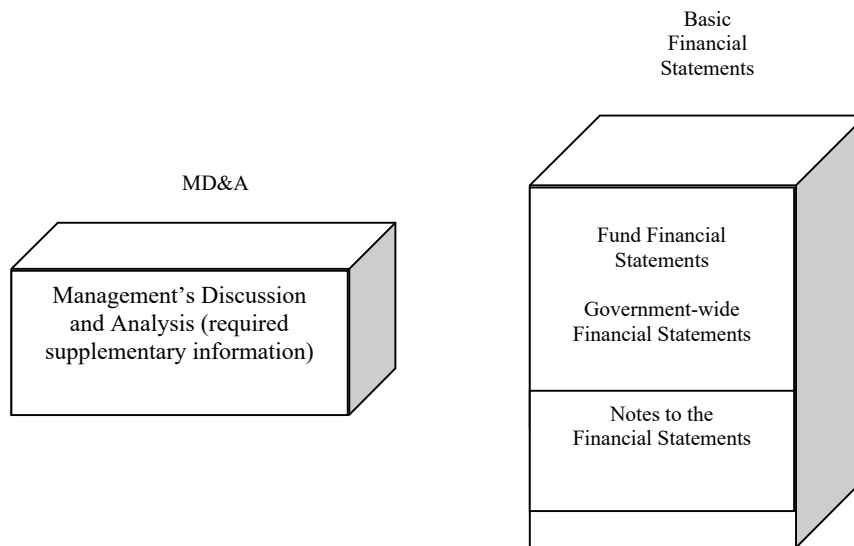 Basic
Financial
Statements
MD&A
Management’s Discussion
and Analysis (required
supplementary information)
Fund Financial
Statements
Government-wide
Financial Statements
Notes to the
Financial Statements